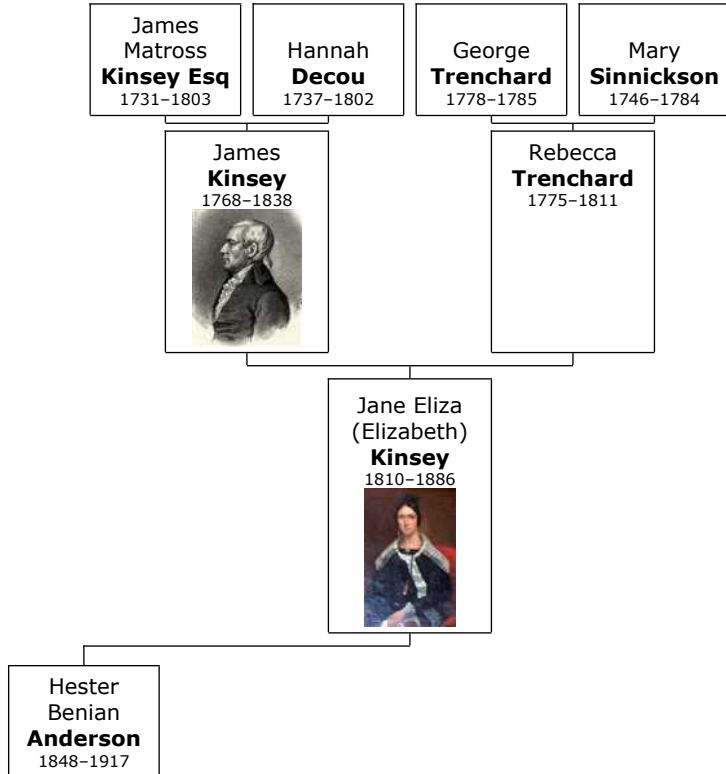 James
Matross
Kinsey Esq
1731–1803
Hannah
Decou
1737–1802
George
Trenchard
1778–1785
Mary
Sinnickson
1746–1784
James
Kinsey
1768–1838
Rebecca
Trenchard
1775–1811
Jane Eliza
(Elizabeth)
Kinsey
1810–1886
Hester
Benian
Anderson
1848–1917